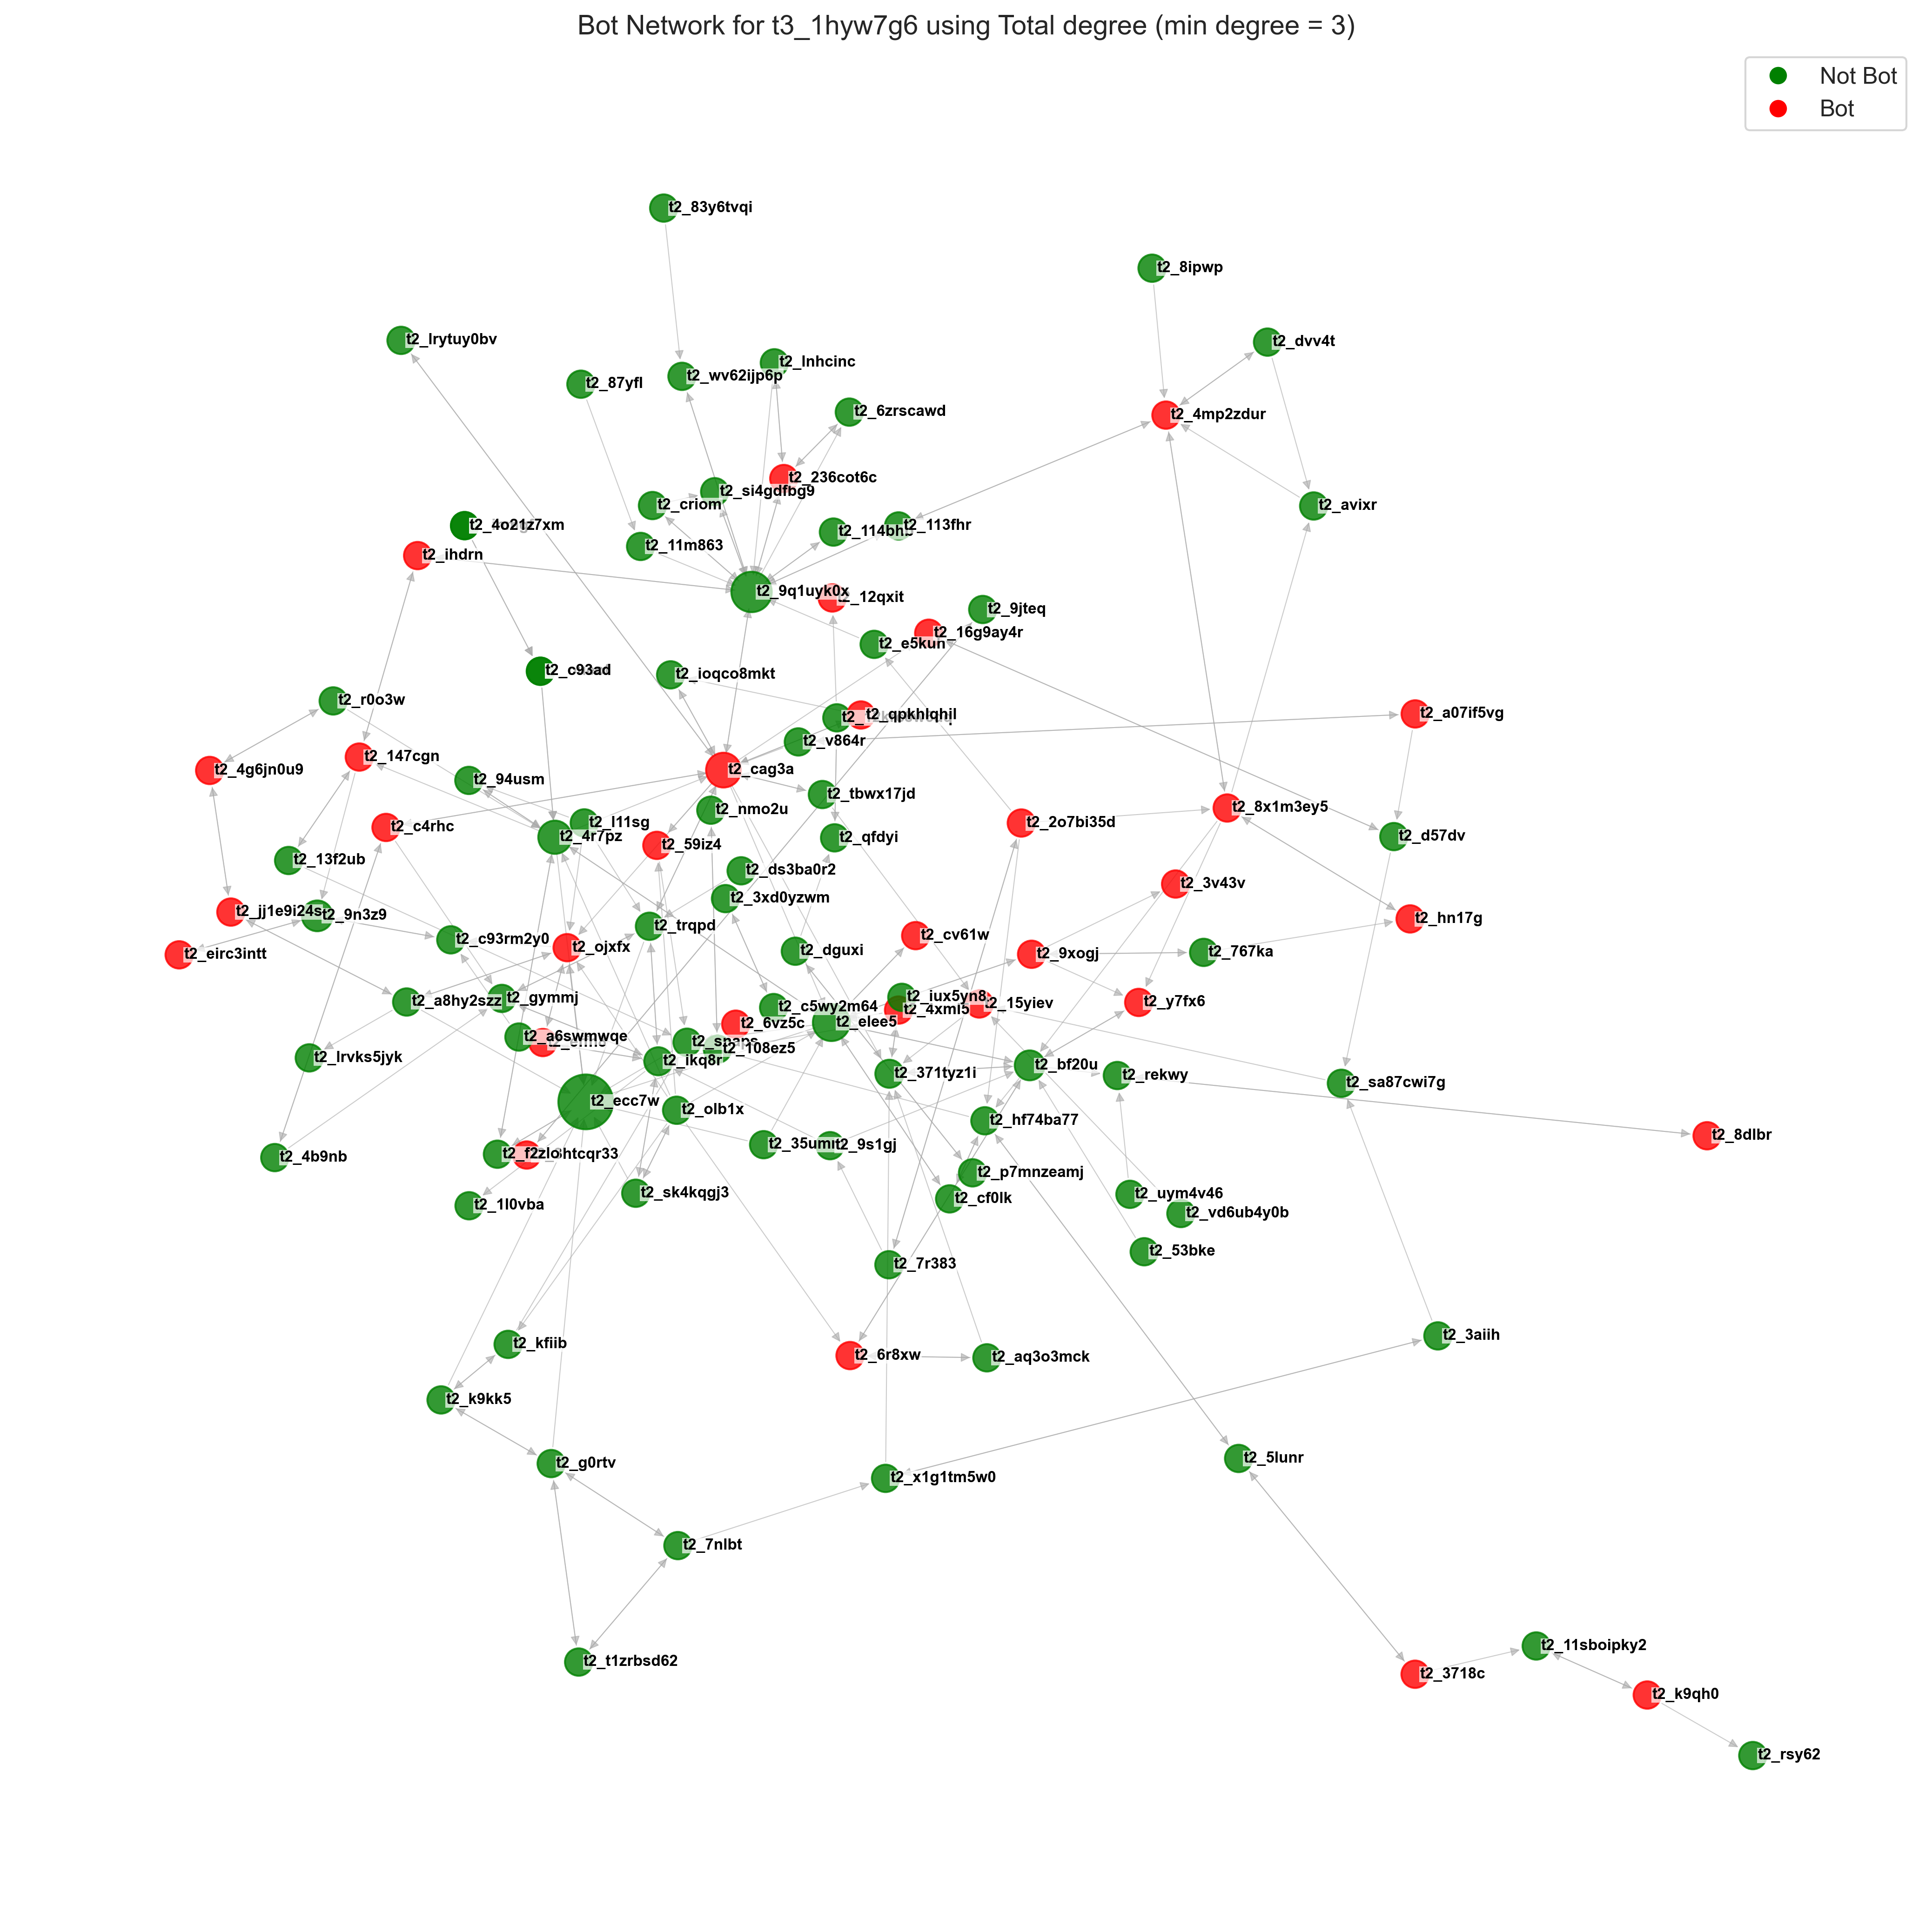 Bot Network for t3_1hyw7g6 using Total degree (min degree = 3)
Not Bot
Bot
t2_83y6tvqi
t2_8ipwp
t2_lrytuy0bv
t2_dvv4t
t2_lnhcinc
t2_wv62ijp6p
t2_87yfl
t2_6zrscawd
t2_4mp2zdur
t2_236cot6c
t2_si4gdfbg9
t2_criom
t2_avixr
t2_4o21z7xm
t2_113fhr
t2_11m863
t2_ihdrn
t2_9q1uyk0x
t2_12qxit
t2_9jteq
t2_16g9ay4r
t2_e5kun
t2_c93ad
t2_ioqco8mkt
t2_r0o3w
t2_qpkhlqhjl
t2_a07if5vg
t2_v864r
t2_147cgn
t2_4g6jn0u9
t2_cag3a
t2_94usm
t2_tbwx17jd
t2_nmo2u
t2_8x1m3ey5
t2_l11sg
t2_2o7bi35d
t2_c4rhc
t2_4r7pz
t2_qfdyi
t2_d57dv
t2_59iz4
t2_13f2ub
t2_ds3ba0r2
t2_3v43v
t2_3xd0yzwm
t2_jj1e9i24s
t2_9n3z9
t2_hn17g
t2_trqpd
t2_cv61w
t2_c93rm2y0
t2_ojxfx
t2_dguxi
t2_767ka
t2_eirc3intt
t2_9xogj
t2_iux5yn8
t2_gymmj
t2_a8hy2szz
t2_y7fx6
t2_15yiev
t2_c5wy2m64
t2_4xml5
t2_elee5
t2_6vz5c
t2_a6swmwqe
t2_108ez5
t2_lrvks5jyk
t2_ikq8r
t2_bf20u
t2_371tyz1i
t2_rekwy
t2_sa87cwi7g
t2_ecc7w
t2_olb1x
t2_hf74ba77
t2_8dlbr
t2_9s1gj
t2_f2zlo
t2_4b9nb
t2_p7mnzeamj
t2_sk4kqgj3
t2_uym4v46
t2_cf0lk
t2_1l0vba
t2_vd6ub4y0b
t2_53bke
t2_7r383
t2_3aiih
t2_kfiib
t2_6r8xw
t2_aq3o3mck
t2_k9kk5
t2_5lunr
t2_g0rtv
t2_x1g1tm5w0
t2_7nlbt
t2_11sboipky2
t2_t1zrbsd62
t2_3718c
t2_k9qh0
t2_rsy62